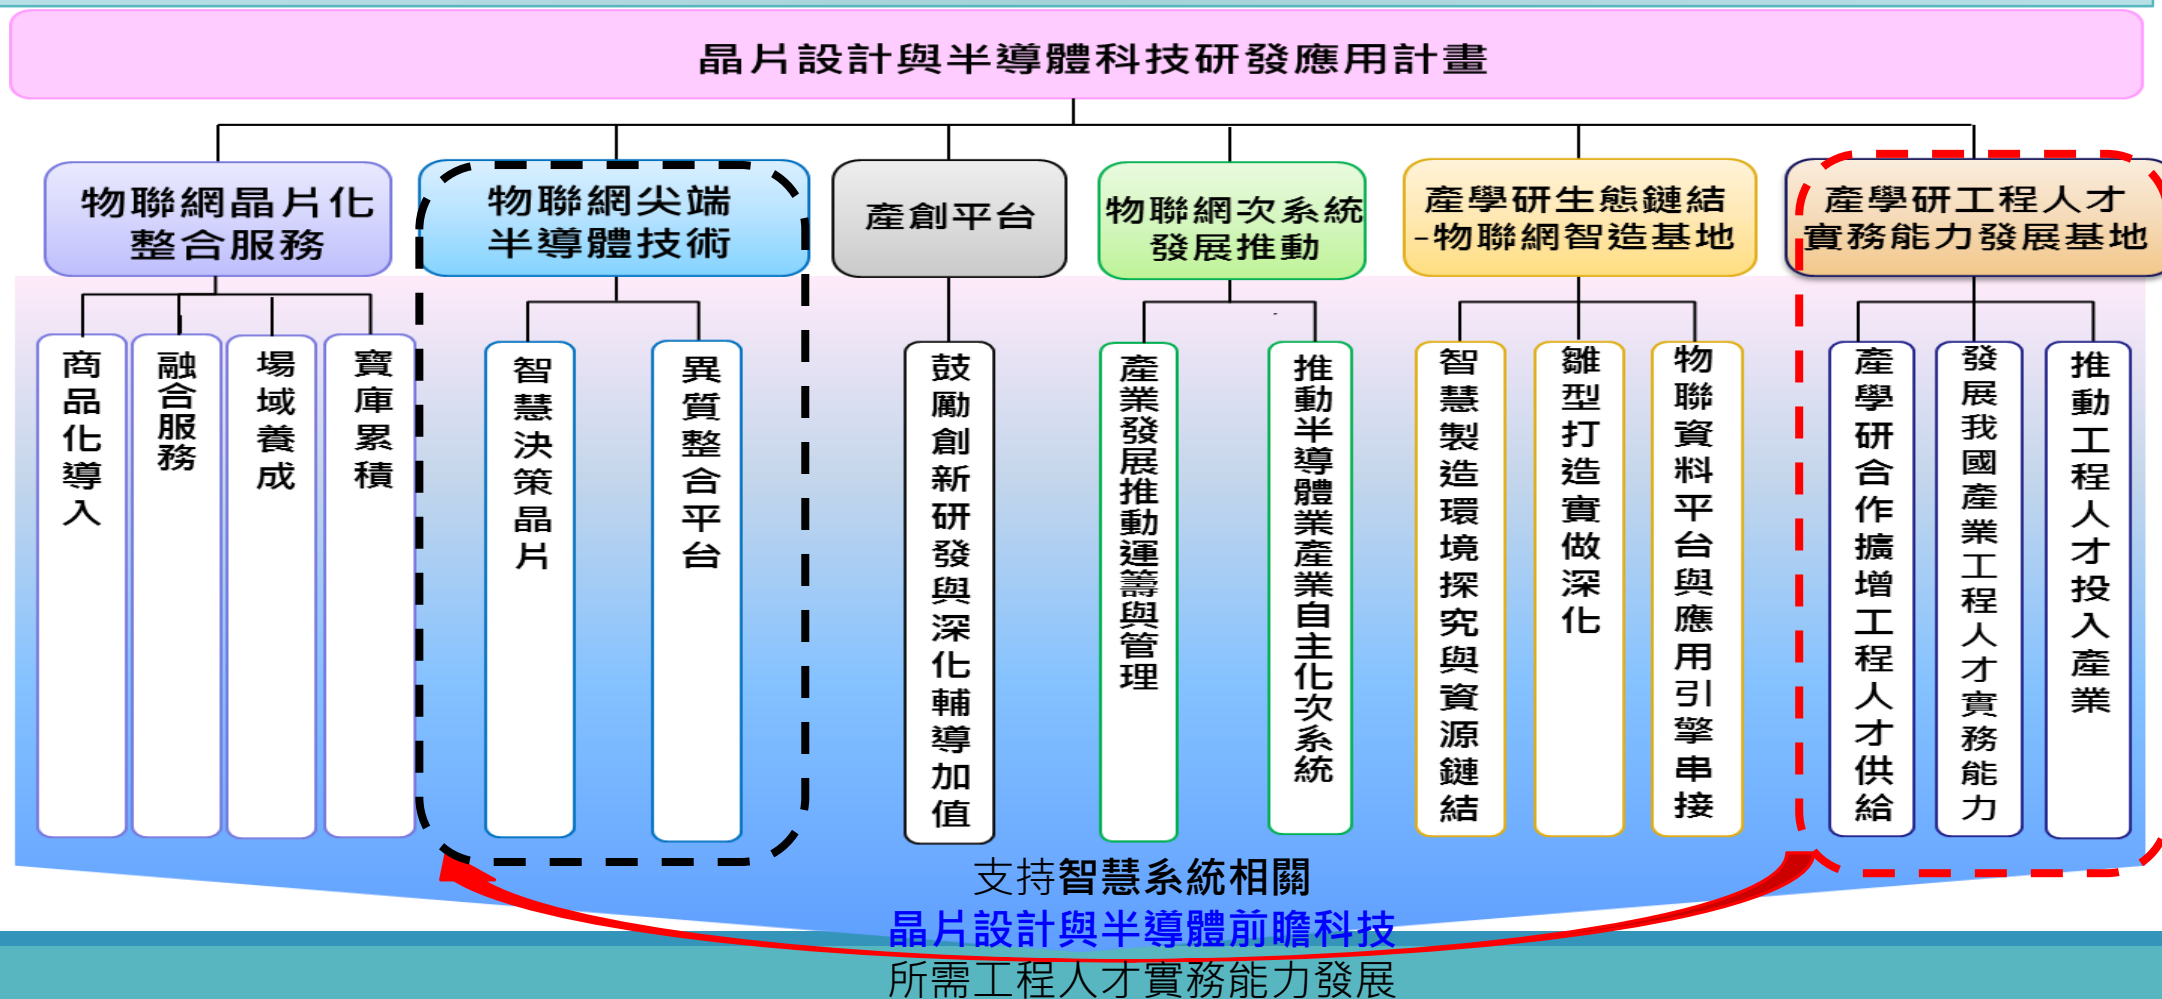 晶片設計與半導體科技研發應用計畫
物聯網晶片化
整合服務
物聯網尖端
半導體技術
產創平台
物聯網次系統
發展推動
產學研生態鏈結
-物聯網智造基地
產學研工程人才
實務能力發展基地
商品化導入
融合服務
場域養成
寶庫累積
智慧決策晶片
異質整合平台
鼓勵創新研發與深化輔導加值
產業發展推動運籌與管理
推動半導體業產業自主化次系統
智慧製造環境探究與資源鏈結
雛型打造實做深化
物聯資料平台與應用引擎串接
產學研合作擴增工程人才供給
發展我國產業工程人才實務能力
推動工程人才投入產業
支持智慧系統相關
晶片設計與半導體前瞻科技
所需工程人才實務能力發展